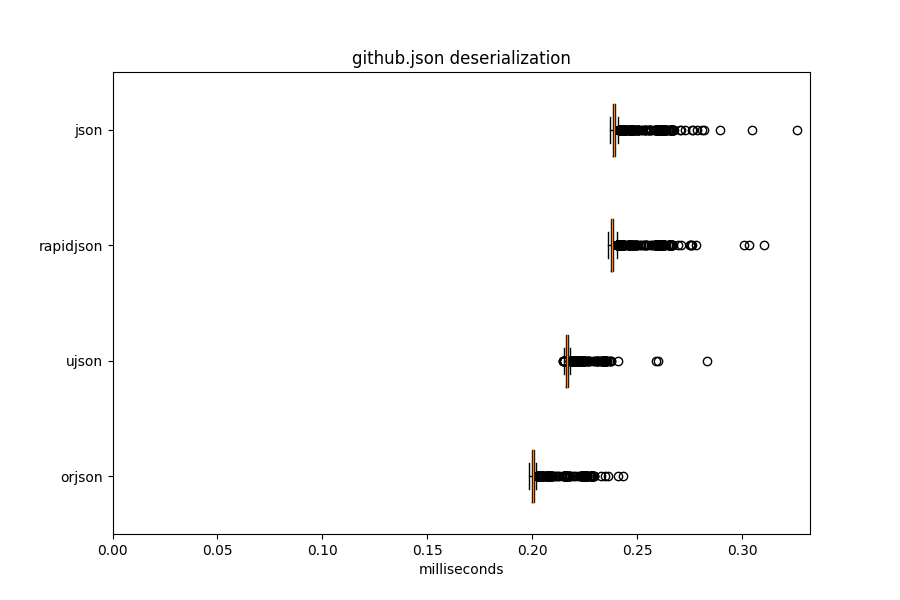 github.json deserialization
json
rapidjson
ujson
orjson
0.00 0.05 0.10 0.15 0.20 0.25 0.30
milliseconds